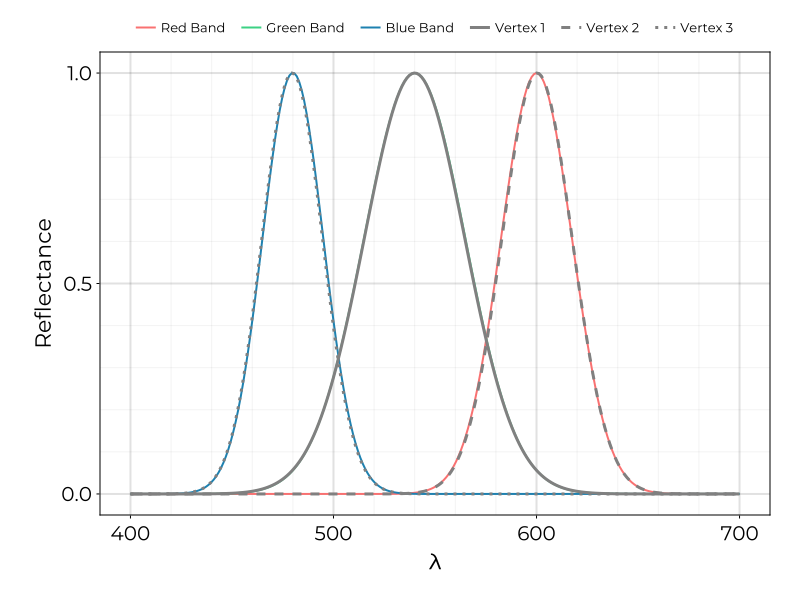 Red Band Green Band Blue Band Vertex 1 Vertex 2 Vertex 3
1.0
0.5
0.0
Reflectance
400 500 600 700
λ